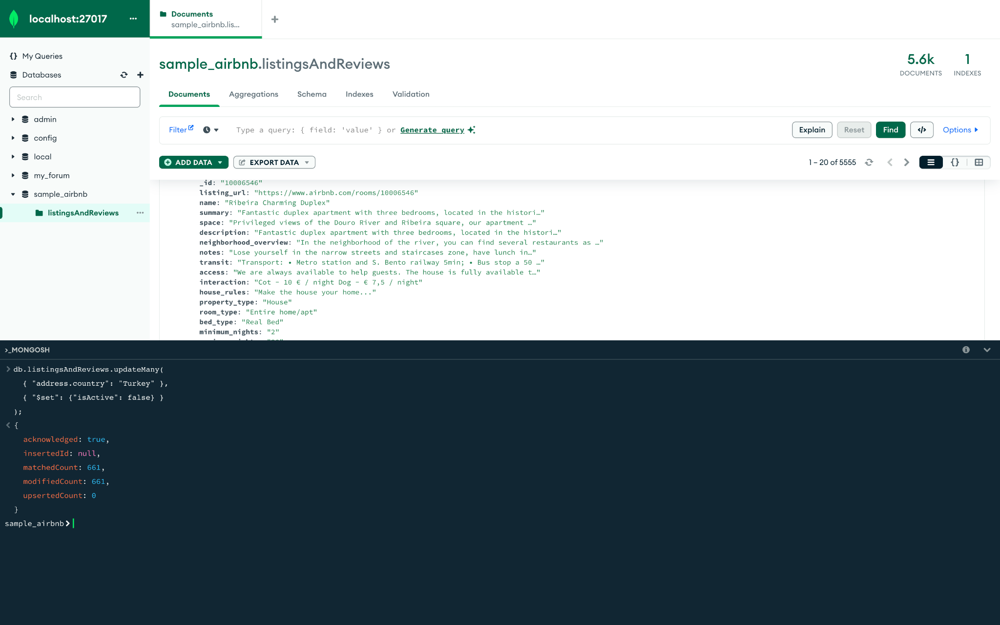 localhost:27017
Documents
sample_airbnb.lis...
My Queries
Databases
Search
admin
config
local
my_forum
sample_airbnb
listingsAndReviews
sample_airbnb.listingsAndReviews
5.6k
DOCUMENTS
1
INDEXES
Documents Aggregations Schema Indexes Validation
Filter Type a query: { field: 'value' } or Generate query Explain Reset Find </> Options
ADD DATA EXPORT DATA 1 – 20 of 5555 {}
_id: "10006546"
listing_url: "https://www.airbnb.com/rooms/10006546"
name: "Ribeira Charming Duplex"
summary: "Fantastic duplex apartment with three bedrooms, located in the histori…"
space: "Privileged views of the Douro River and Ribeira square, our apartment …"
description: "Fantastic duplex apartment with three bedrooms, located in the histori…"
neighborhood_overview: "In the neighborhood of the river, you can find several restaurants as …"
notes: "Lose yourself in the narrow streets and staircases zone, have lunch in…"
transit: "Transport: • Metro station and S. Bento railway 5min; • Bus stop a 50 …"
access: "We are always available to help guests. The house is fully available t…"
interaction: "Cot - 10 € / night Dog - € 7,5 / night"
house_rules: "Make the house your home..."
property_type: "House"
room_type: "Entire home/apt"
bed_type: "Real Bed"
minimum_nights: "2"
>_MONGOSH
db.listingsAndReviews.updateMany(
{ "address.country": "Turkey" },
{ "$set": {"isActive": false} }
);
{
acknowledged: true,
insertedId: null,
matchedCount: 661,
modifiedCount: 661,
upsertedCount: 0
}
sample_airbnb>